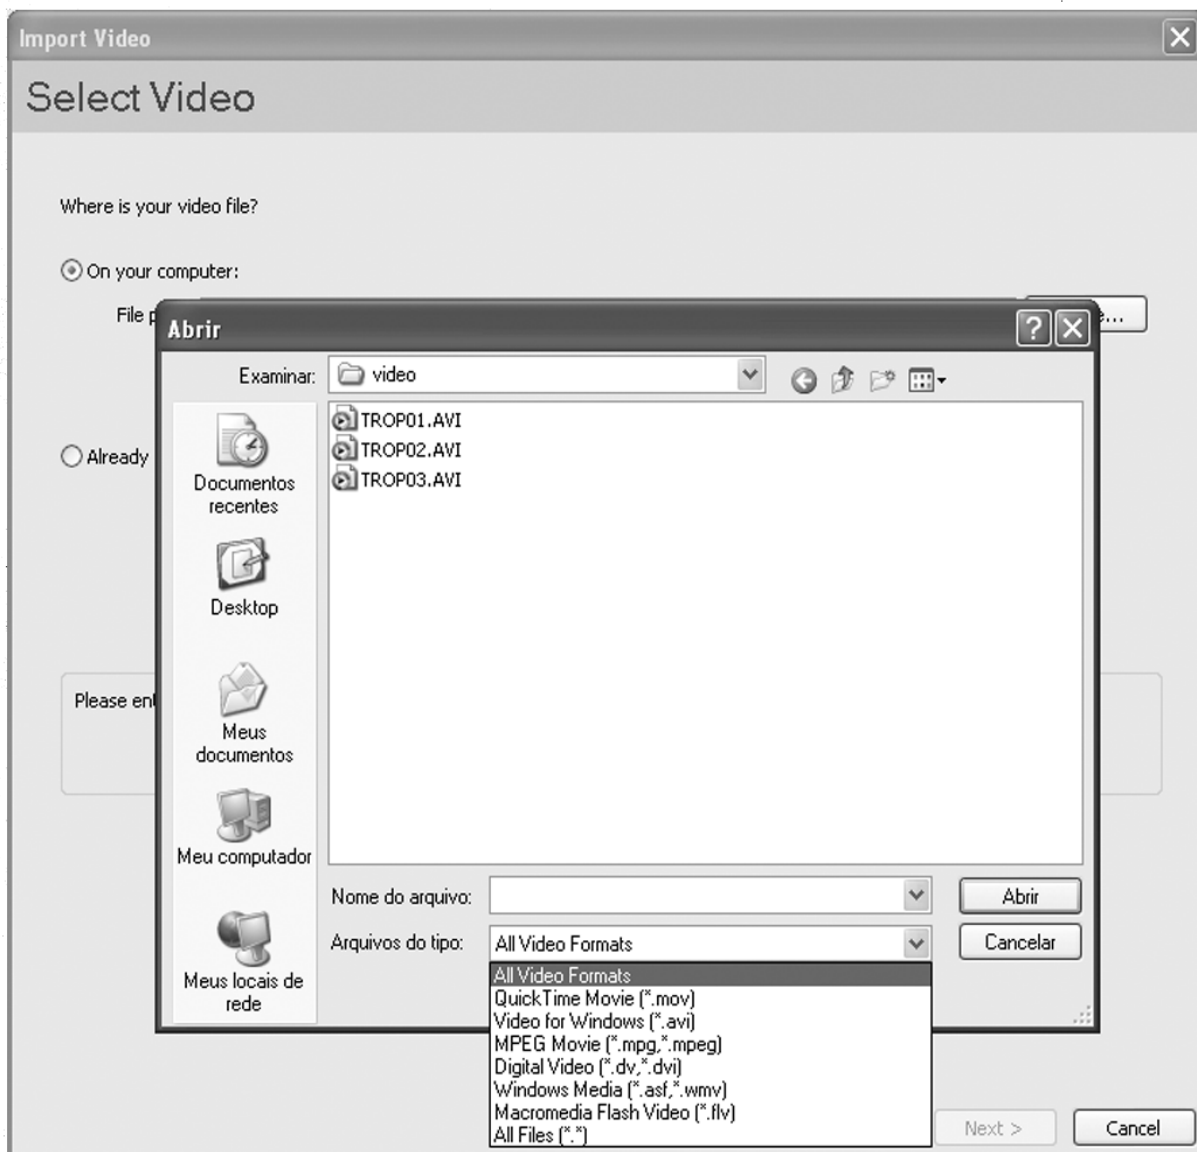 Import Video
Select Video
Where is your video file?
On your computer:
File
Abrir
Examinar:
video
TROP01.AVI
TROP02.AVI
TROP03.AVI
Already
Documentos
recentes
Desktop
Please
Meus
documentos
Meu computador
Meus locais de
rede
Nome do arquivo:
Abrir
Arquivos do tipo:
All Video Formats
Cancelar
All Video Formats
QuickTime Movie (*.mov)
Video for Windows (*.avi)
MPEG Movie (*.mpg,*.mpeg)
Digital Video (*.dv,*.dvi)
Windows Media (*.asf,*.wmv)
Macromedia Flash Video (*.flv)
All Files (*.*)
Next >
Cancel